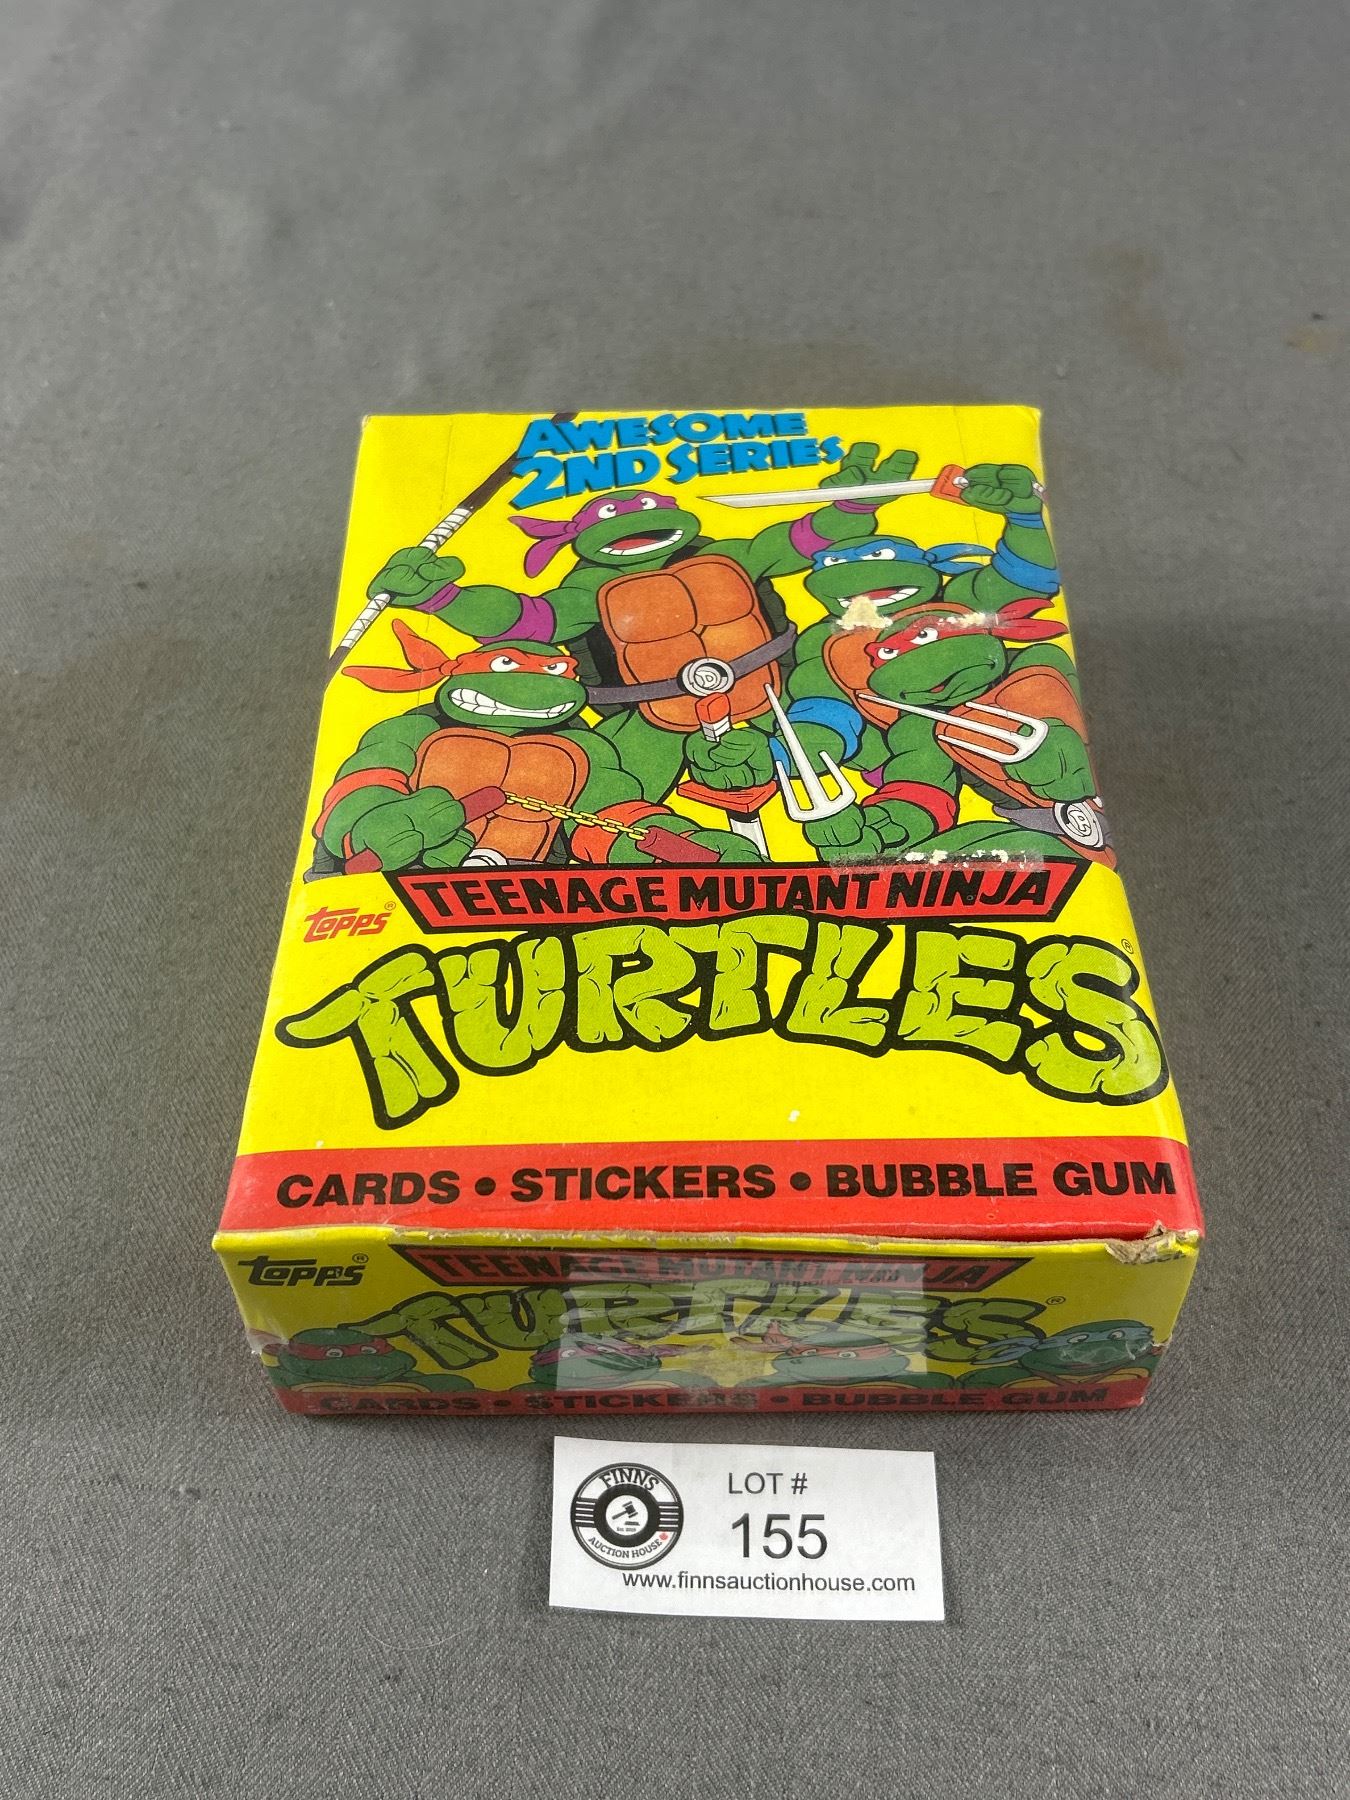 AWESOME
2ND SERIES
D
A
TEENAGE MUTANT NINJA
TOPPS®
TURTLES®
CARDS • STICKERS • BUBBLE GUM
TOPPS®
TEENAGE MUTANT NINJA
TURTLES®
CARDS • STICKERS • BUBBLE GUM
FINNS
AUCTION HOUSE
LOT #
155
www.finnsauctionhouse.com